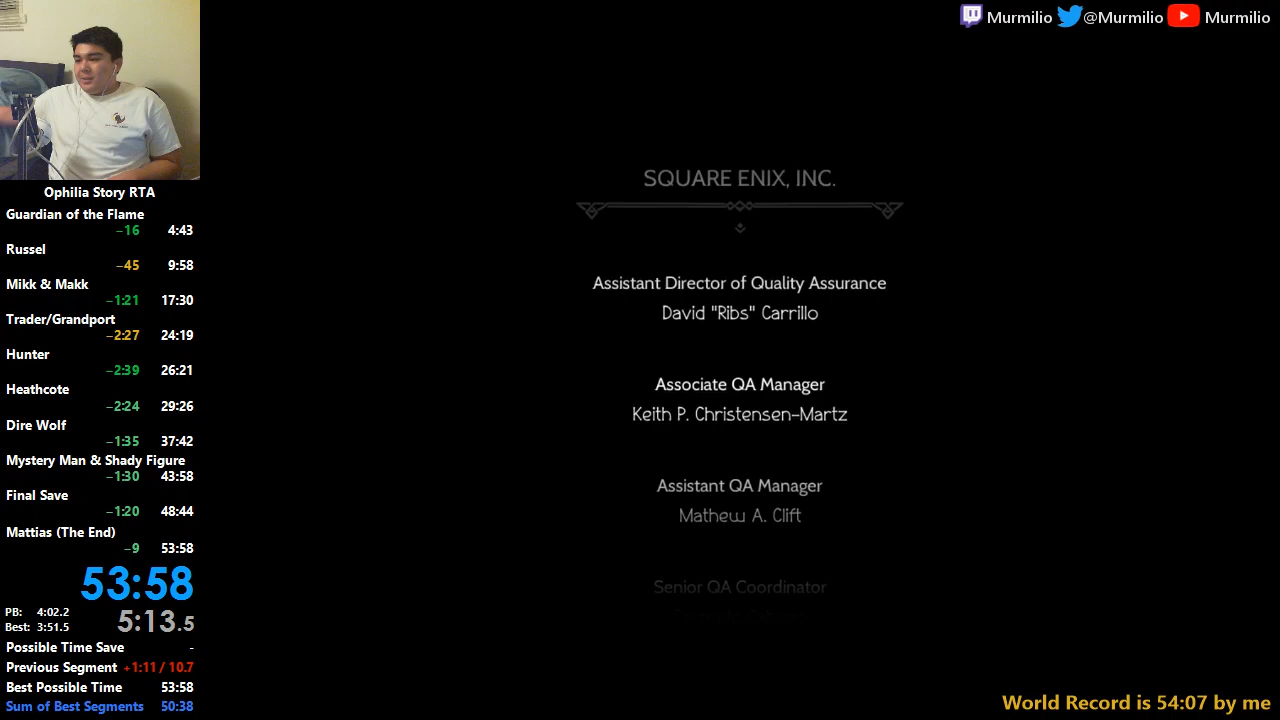 Murmilio @Murmilio Murmilio
Ophilia Story RTA
Guardian of the Flame
-16 4:43
Russel
-45 9:58
Mikk & Makk
-1:21 17:30
Trader/Grandport
-2:27 24:19
Hunter
-2:39 26:21
Heathcote
-2:24 29:26
Dire Wolf
-1:35 37:42
Mystery Man & Shady Figure
-1:30 43:58
Final Save
-1:20 48:44
Mattias (The End)
-9 53:58
53:58
PB: 4:02.2
Best: 3:51.5
5:13.5
Possible Time Save -
Previous Segment +1:11 / 10.7
Best Possible Time 53:58
Sum of Best Segments 50:38
SQUARE ENIX, INC.
Assistant Director of Quality Assurance
David "Ribs" Carrillo
Associate QA Manager
Keith P. Christensen-Martz
Assistant QA Manager
Mathew A. Clift
Senior QA Coordinator
World Record is 54:07 by me